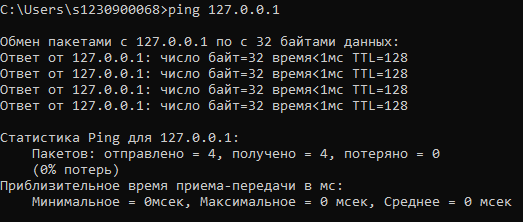 C:\Users\s1230900068>ping 127.0.0.1
Обмен пакетами с 127.0.0.1 по с 32 байтами данных:
Ответ от 127.0.0.1: число байт=32 время<1мс TTL=128
Ответ от 127.0.0.1: число байт=32 время<1мс TTL=128
Ответ от 127.0.0.1: число байт=32 время<1мс TTL=128
Ответ от 127.0.0.1: число байт=32 время<1мс TTL=128
Статистика Ping для 127.0.0.1:
Пакетов: отправлено = 4, получено = 4, потеряно = 0
(0% потерь)
Приблизительное время приема-передачи в мс:
Минимальное = 0мсек, Максимальное = 0 мсек, Среднее = 0 мсек